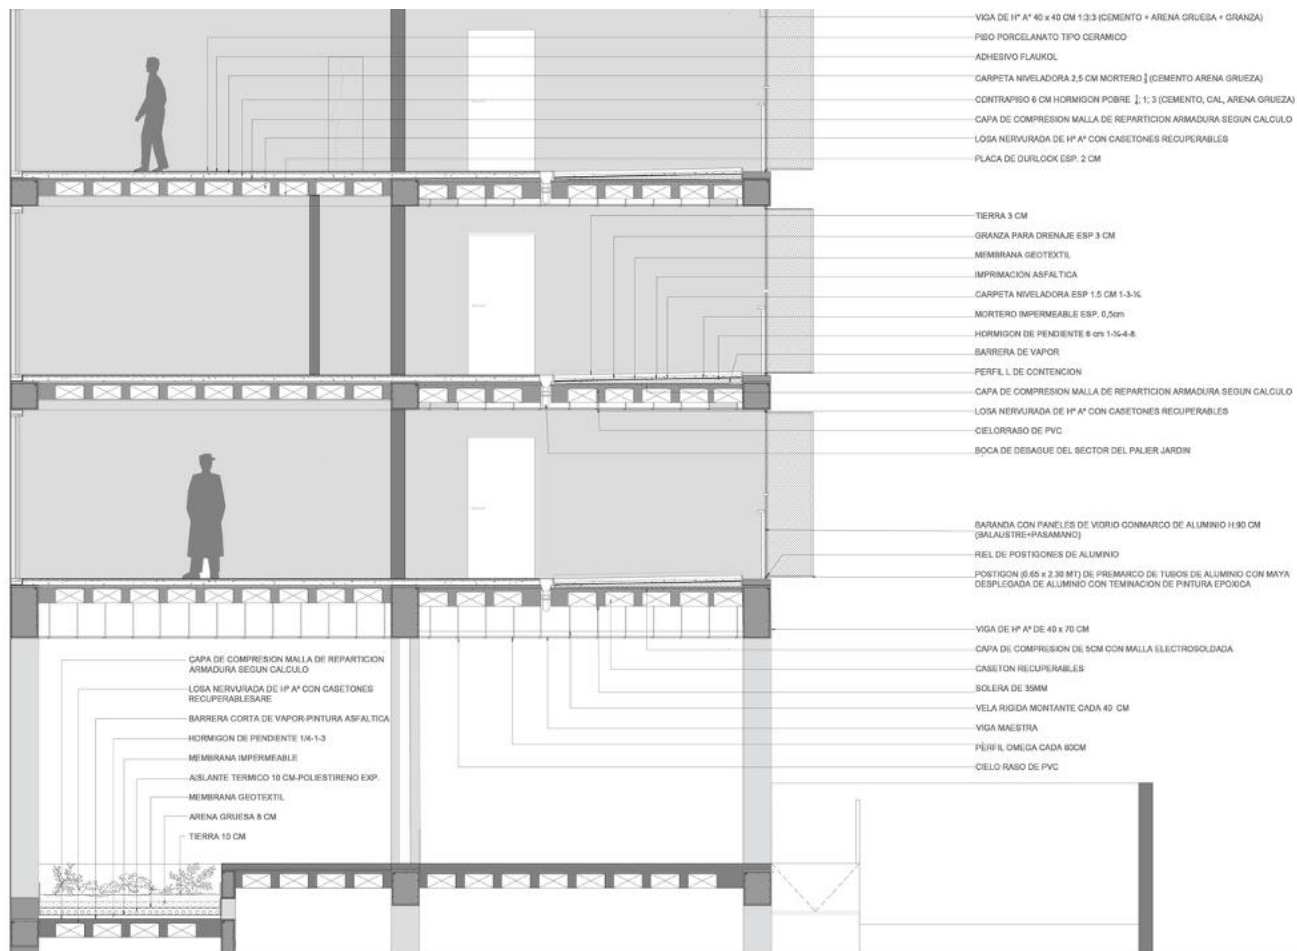 VIGA DE Hº Aº 40 x 40 CM 1:3:3 (CEMENTO + ARENA GRUESA + GRANZA)
PISO PORCELANATO TIPO CERAMICO
ADHESIVO FLAUKOL
CARPETA NIVELADORA 2,5 CM MORTERO (CEMENTO ARENA GRUEZA)
CONTRAPISO 6 CM HORMIGON POBRE ; 1; 3 (CEMENTO, CAL, ARENA GRUEZA)
CAPA DE COMPRESION MALLA DE REPARTICION ARMADURA SEGUN CALCULO
LOSA NERVURADA DE Hº Aº CON CASETONES RECUPERABLES
PLACA DE DURLOCK ESP. 2 CM
TIERRA 3 CM
GRANZA PARA DRENAJE ESP 3 CM
MEMBRANA GEOTEXTIL
IMPRIMACION ASFALTICA
CARPETA NIVELADORA ESP 1.5 CM 1-3-¼.
MORTERO IMPERMEABLE ESP. 0,5cm
HORMIGON DE PENDIENTE 6 cm 1-¼-4-8.
BARRERA DE VAPOR
PERFIL L DE CONTENCION
CAPA DE COMPRESION MALLA DE REPARTICION ARMADURA SEGUN CALCULO
LOSA NERVURADA DE Hº Aº CON CASETONES RECUPERABLES
CIELORRASO DE PVC
BOCA DE DESAGUE DEL SECTOR DEL PALIER JARDIN
BARANDA CON PANELES DE VIDRIO CONMARCO DE ALUMINIO H:90 CM
(BALAUSTRE+PASAMANO)
RIEL DE POSTIGONES DE ALUMINIO
POSTIGON (0.65 x 2.30 MT) DE PREMARCO DE TUBOS DE ALUMINIO CON MAYA
DESPLEGADA DE ALUMINIO CON TEMINACION DE PINTURA EPOXICA
VIGA DE Hº Aº DE 40 x 70 CM
CAPA DE COMPRESION DE 5CM CON MALLA ELECTROSOLDADA
CASETON RECUPERABLES
SOLERA DE 35MM
VELA RIGIDA MONTANTE CADA 40 CM
VIGA MAESTRA
PERFIL OMEGA CADA 60CM
CIELO RASO DE PVC
CAPA DE COMPRESION MALLA DE REPARTICION
ARMADURA SEGUN CALCULO
LOSA NERVURADA DE Hº Aº CON CASETONES
RECUPERABLESARE
BARRERA CORTA DE VAPOR-PINTURA ASFALTICA
HORMIGON DE PENDIENTE 1/4-1-3
MEMBRANA IMPERMEABLE
AISLANTE TERMICO 10 CM-POLIESTIRENO EXP.
MEMBRANA GEOTEXTIL
ARENA GRUESA 8 CM
TIERRA 10 CM